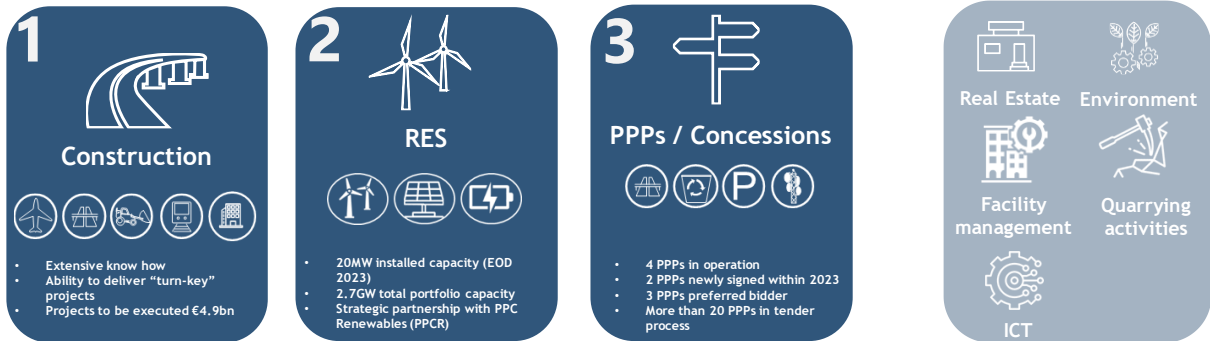 1
Construction
• Extensive know how
• Ability to deliver “turn-key”
projects
• Projects to be executed €4.9bn
2
RES
• 20MW installed capacity (EOD
2023)
• 2.7GW total portfolio capacity
• Strategic partnership with PPC
Renewables (PPCR)
3
PPPs / Concessions
P
• 4 PPPs in operation
• 2 PPPs newly signed within 2023
• 3 PPPs preferred bidder
• More than 20 PPPs in tender
process
Real Estate
Environment
Facility
management
Quarrying
activities
ICT